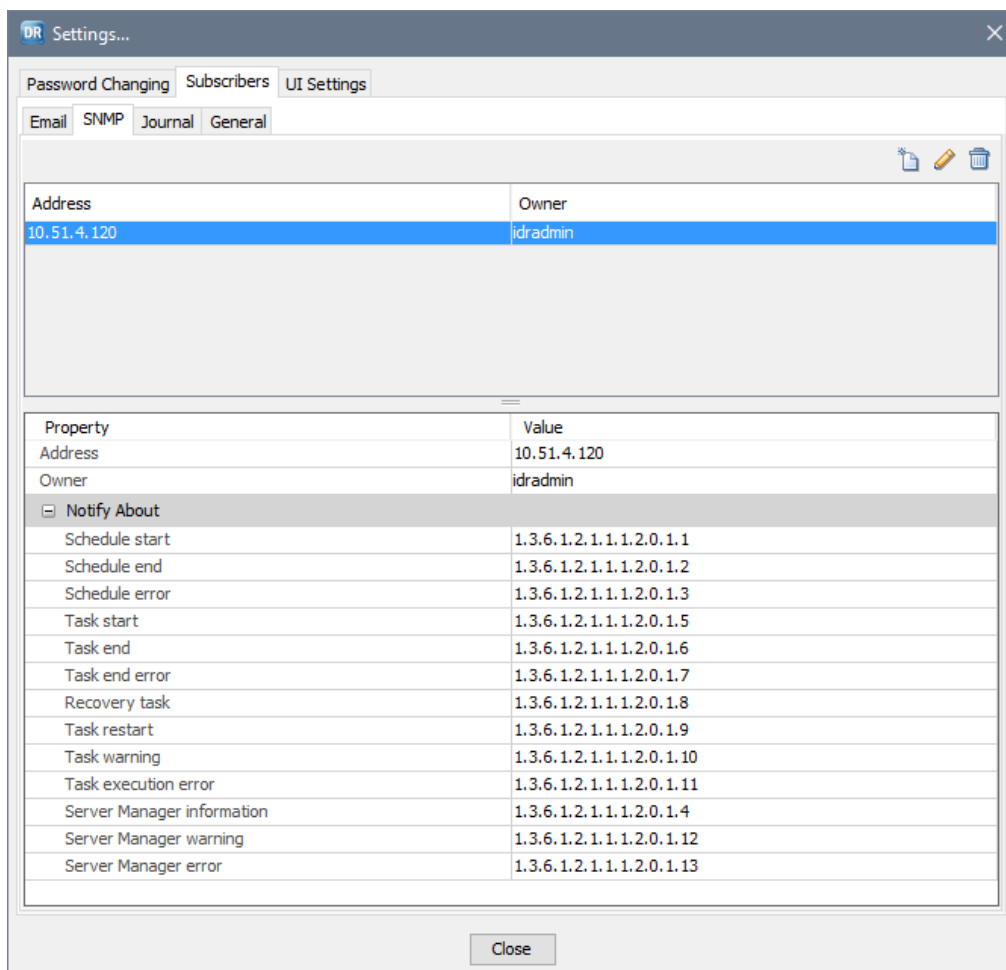 DR Settings...
Password Changing Subscribers UI Settings
Email SNMP Journal General
Address Owner
10.51.4.120 idradmin
Property Value
Address 10.51.4.120
Owner idradmin
Notify About
Schedule start 1.3.6.1.2.1.1.1.2.0.1.1
Schedule end 1.3.6.1.2.1.1.1.2.0.1.2
Schedule error 1.3.6.1.2.1.1.1.2.0.1.3
Task start 1.3.6.1.2.1.1.1.2.0.1.5
Task end 1.3.6.1.2.1.1.1.2.0.1.6
Task end error 1.3.6.1.2.1.1.1.2.0.1.7
Recovery task 1.3.6.1.2.1.1.1.2.0.1.8
Task restart 1.3.6.1.2.1.1.1.2.0.1.9
Task warning 1.3.6.1.2.1.1.1.2.0.1.10
Task execution error 1.3.6.1.2.1.1.1.2.0.1.11
Server Manager information 1.3.6.1.2.1.1.1.2.0.1.4
Server Manager warning 1.3.6.1.2.1.1.1.2.0.1.12
Server Manager error 1.3.6.1.2.1.1.1.2.0.1.13
Close